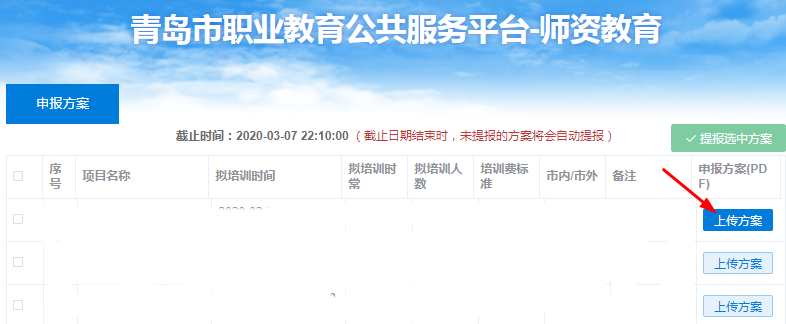 青岛市职业教育公共服务平台-师资教育
申报方案
截止时间：2020-03-07 22:10:00（截止日期结束时，未提报的方案将会自动提报）
提报选中方案
序号 项目名称 拟培训时间 拟培训时常 拟培训人数 培训费标准 市内/市外 备注 申报方案(PDF)
上传方案
上传方案
上传方案